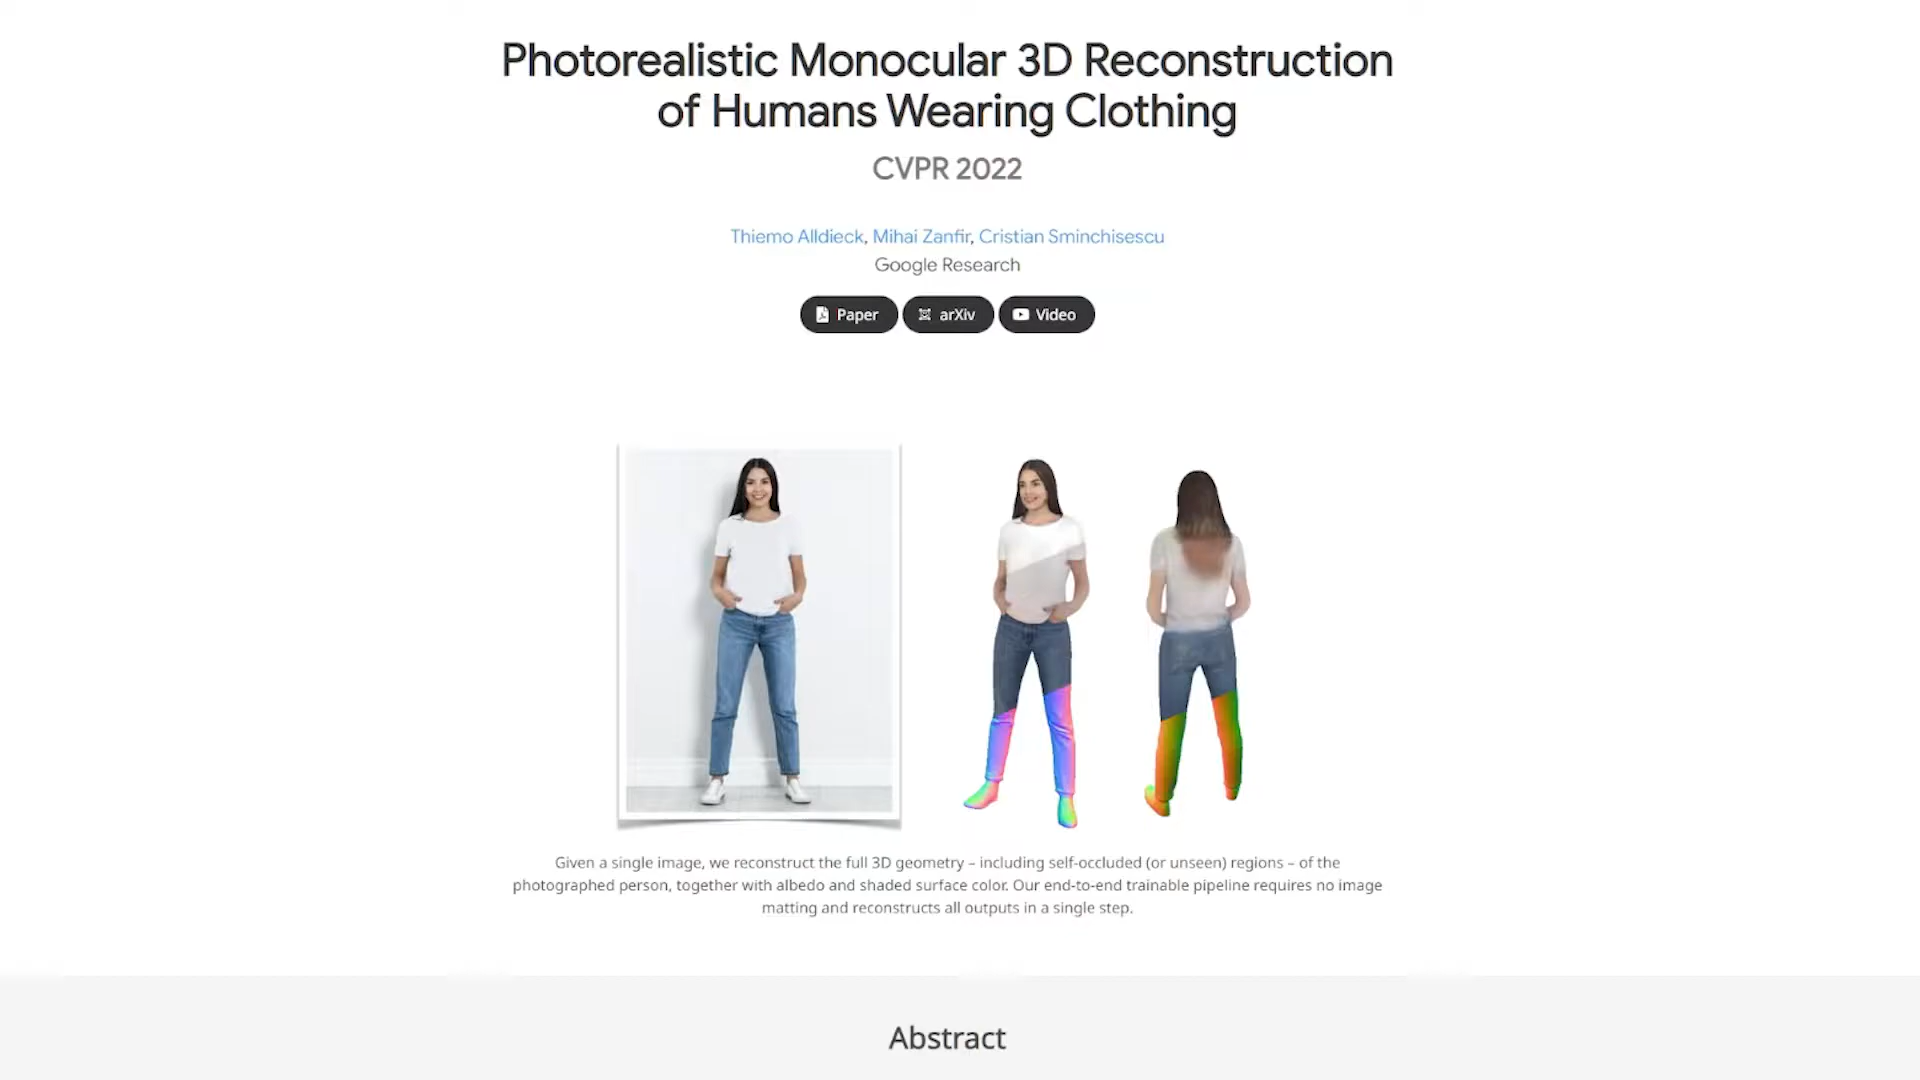 Photorealistic Monocular 3D Reconstruction
of Humans Wearing Clothing
CVPR 2022
Thiemo Alldieck, Mihai Zanfir, Cristian Sminchisescu
Google Research
Paper
arXiv
Video
Given a single image, we reconstruct the full 3D geometry – including self-occluded (or unseen) regions – of the
photographed person, together with albedo and shaded surface color. Our end-to-end trainable pipeline requires no image
matting and reconstructs all outputs in a single step.
Abstract